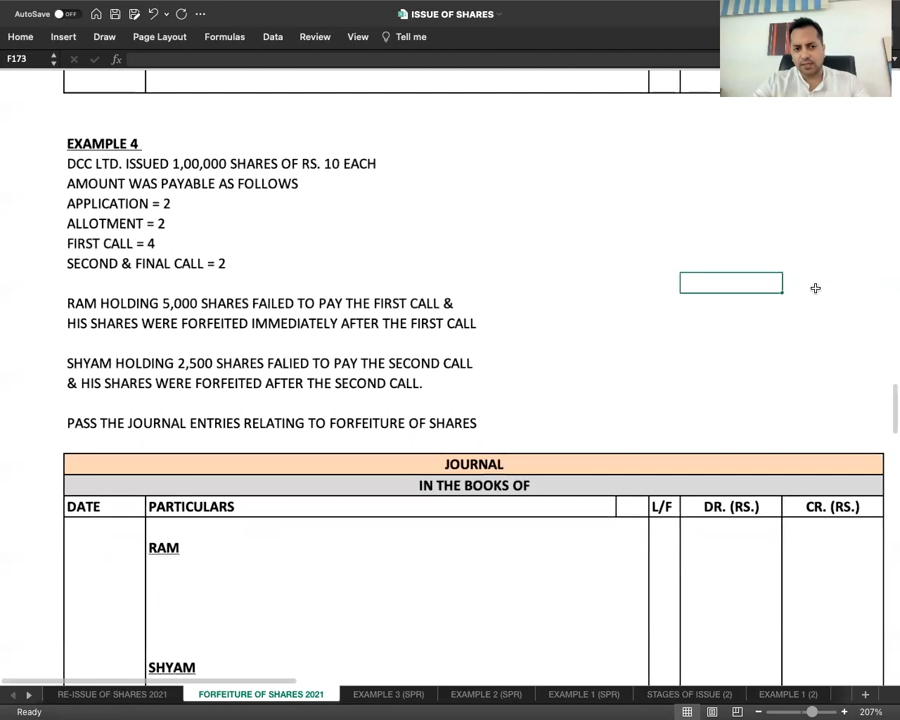 AutoSave OFF ISSUE OF SHARES
Home Insert Draw Page Layout Formulas Data Review View Tell me
F173 fx
EXAMPLE 4
DCC LTD. ISSUED 1,00,000 SHARES OF RS. 10 EACH
AMOUNT WAS PAYABLE AS FOLLOWS
APPLICATION = 2
ALLOTMENT = 2
FIRST CALL = 4
SECOND & FINAL CALL = 2
RAM HOLDING 5,000 SHARES FAILED TO PAY THE FIRST CALL &
HIS SHARES WERE FORFEITED IMMEDIATELY AFTER THE FIRST CALL
SHYAM HOLDING 2,500 SHARES FALIED TO PAY THE SECOND CALL
& HIS SHARES WERE FORFEITED AFTER THE SECOND CALL.
PASS THE JOURNAL ENTRIES RELATING TO FORFEITURE OF SHARES
JOURNAL
IN THE BOOKS OF
DATE PARTICULARS L/F DR. (RS.) CR. (RS.)
RAM
SHYAM
RE-ISSUE OF SHARES 2021 FORFEITURE OF SHARES 2021 EXAMPLE 3 (SPR) EXAMPLE 2 (SPR) EXAMPLE 1 (SPR) STAGES OF ISSUE (2) EXAMPLE 1 (2)
Ready 207%